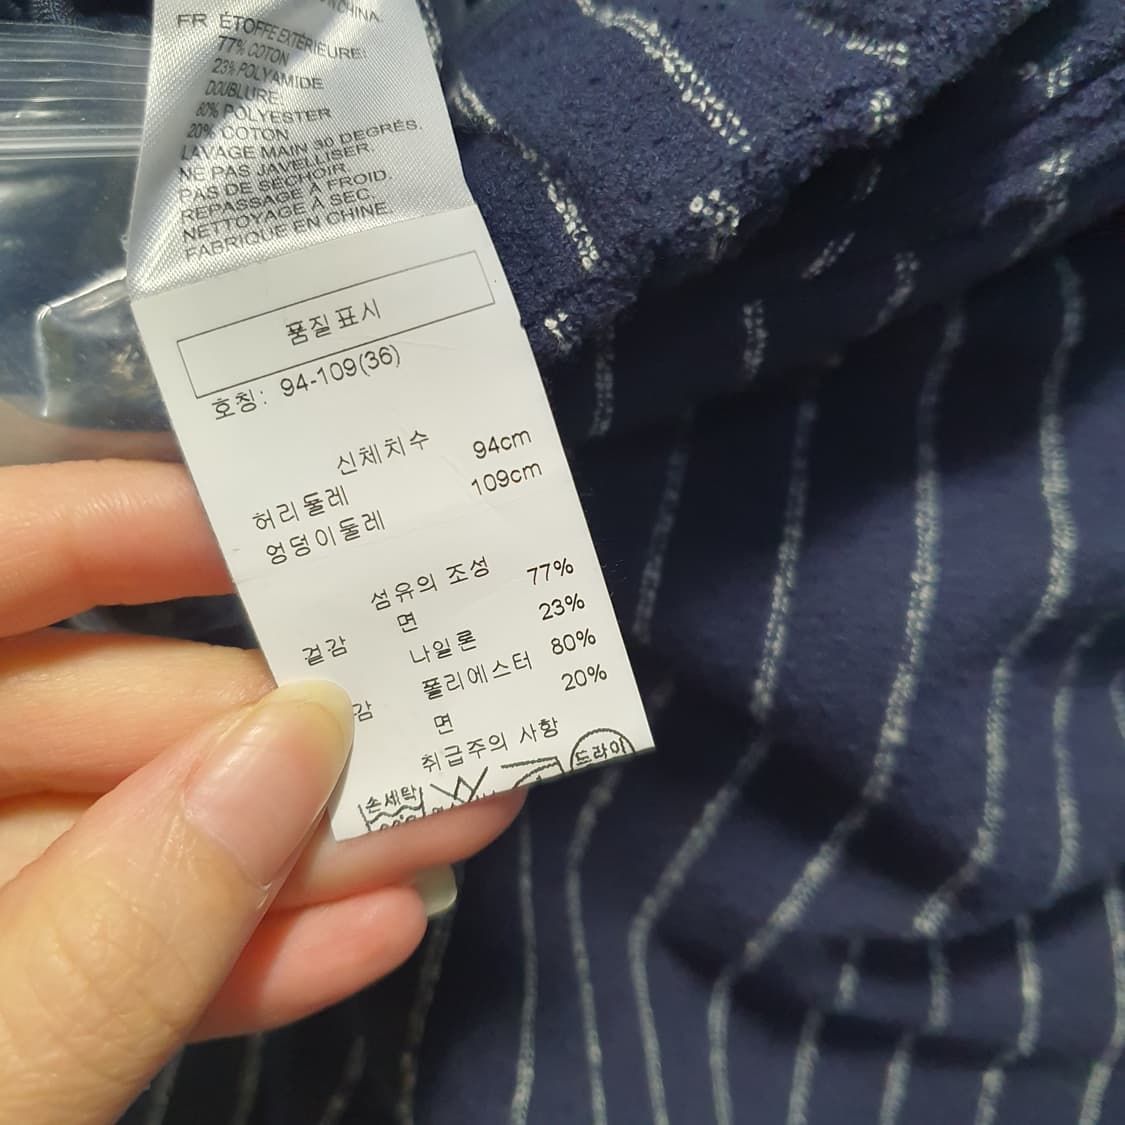 CHINA.
FR ÉTOFFE EXTÉRIEURE:
77% COTON
23% POLYAMIDE
DOUBLURE:
80% POLYESTER
20% COTON
LAVAGE MAIN 30 DEGRÉS.
NE PAS JAVELLISER
PAS DE SÉCHOIR
REPASSAGE À FROID.
NETTOYAGE À SEC
FABRIQUÉ EN CHINE
품질표시
호칭: 94-109(36)
신체치수
허리둘레 94cm
엉덩이둘레 109cm
섬유의 조성
겉감 면 77%
나일론 23%
감 폴리에스터 80%
면 20%
취급주의 사항
손세탁 드라이